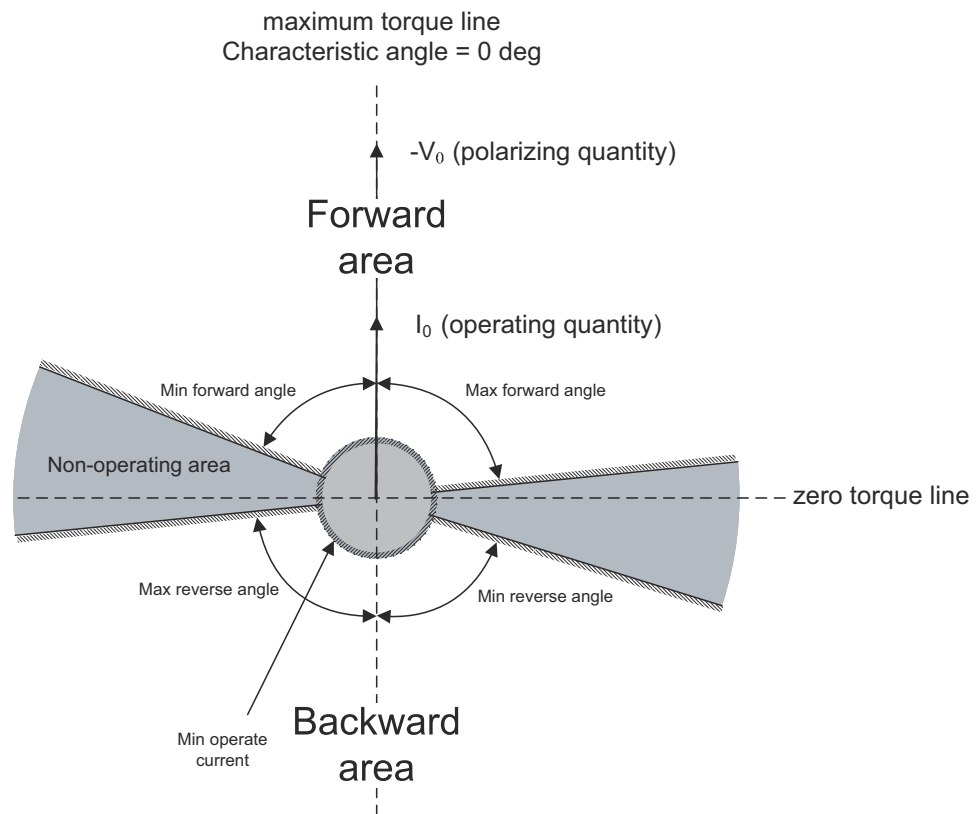 maximum torque line
Characteristic angle = 0 deg
-V₀ (polarizing quantity)
Forward
area
I₀ (operating quantity)
Min forward angle
Max forward angle
Non-operating area
zero torque line
Max reverse angle
Min reverse angle
Backward
area
Min operate
current